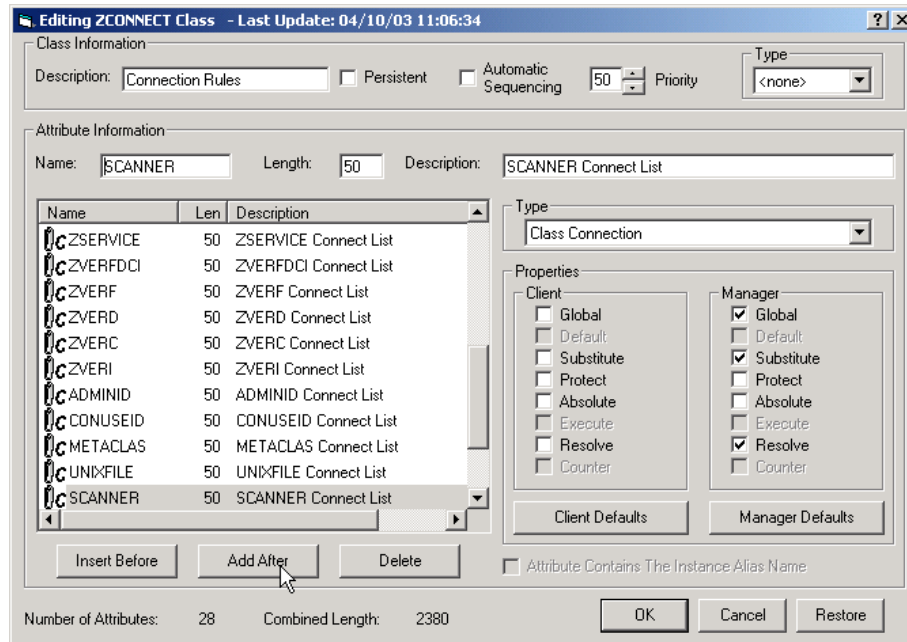 Editing ZCONNECT Class - Last Update: 04/10/03 11:06:34
Class Information
Description: Connection Rules Persistent Automatic Sequencing 50 Priority Type <none>
Attribute Information
Name: SCANNER Length: 50 Description: SCANNER Connect List
Name Len Description
ZSERVICE 50 ZSERVICE Connect List
ZVERFDCI 50 ZVERFDCI Connect List
ZVERF 50 ZVERF Connect List
ZVERD 50 ZVERD Connect List
ZVERC 50 ZVERC Connect List
ZVERI 50 ZVERI Connect List
ADMINID 50 ADMINID Connect List
CONUSEID 50 CONUSEID Connect List
METACLAS 50 METACLAS Connect List
UNIXFILE 50 UNIXFILE Connect List
SCANNER 50 SCANNER Connect List
Type
Class Connection
Properties
Client
Global
Default
Substitute
Protect
Absolute
Execute
Resolve
Counter
Manager
Global
Default
Substitute
Protect
Absolute
Execute
Resolve
Counter
Client Defaults Manager Defaults
Insert Before Add After Delete
Attribute Contains The Instance Alias Name
Number of Attributes: 28 Combined Length: 2380
OK Cancel Restore